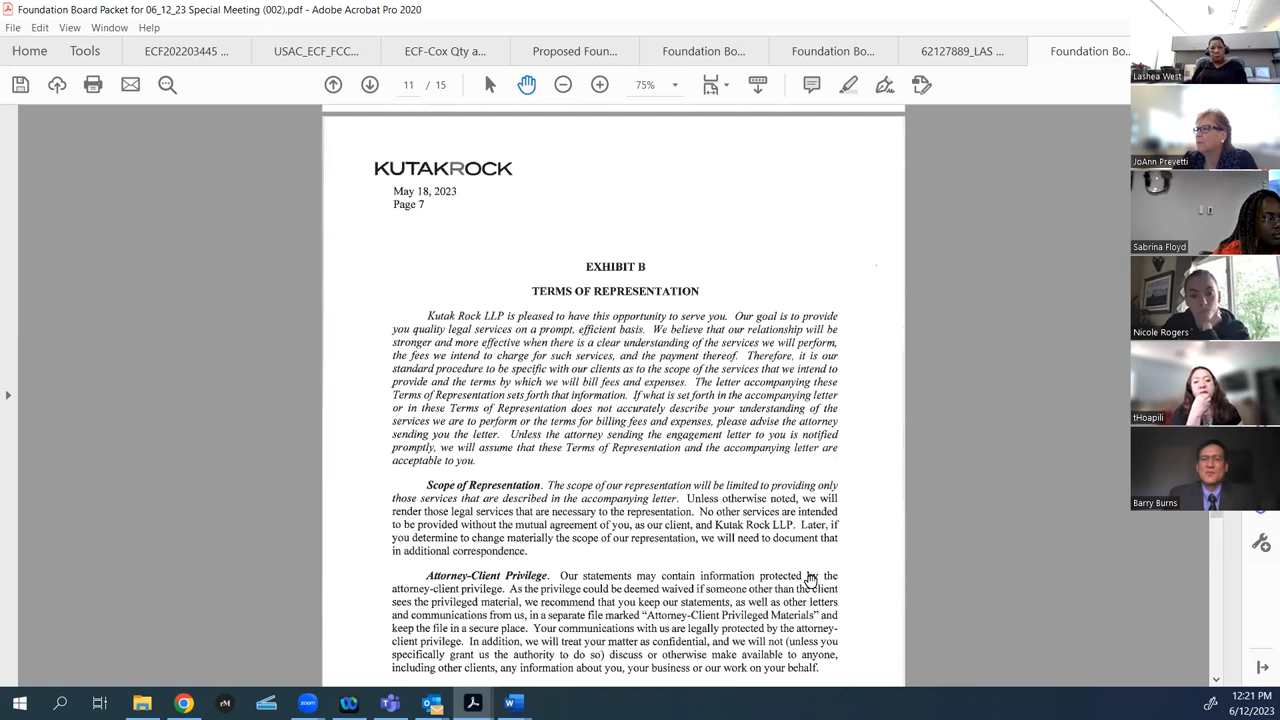 Foundation Board Packet for 06_12_23 Special Meeting (002).pdf - Adobe Acrobat Pro 2020
File Edit View Window Help
Home Tools ECF202203445 ... USAC_ECF_FCC... ECF-Cox Qty a... Proposed Foun... Foundation Bo... Foundation Bo... 62127889_LAS ... Foundation Bo...
11 / 15 75%
KUTAKROCK
May 18, 2023
Page 7
EXHIBIT B
TERMS OF REPRESENTATION
Kutak Rock LLP is pleased to have this opportunity to serve you. Our goal is to provide
you quality legal services on a prompt, efficient basis. We believe that our relationship will be
stronger and more effective when there is a clear understanding of the services we will perform,
the fees we intend to charge for such services, and the payment thereof. Therefore, it is our
standard procedure to be specific with our clients as to the scope of the services that we intend to
provide and the terms by which we will bill fees and expenses. The letter accompanying these
Terms of Representation sets forth that information. If what is set forth in the accompanying letter
or in these Terms of Representation does not accurately describe your understanding of the
services we are to perform or the terms for billing fees and expenses, please advise the attorney
sending you the letter. Unless the attorney sending the engagement letter to you is notified
promptly, we will assume that these Terms of Representation and the accompanying letter are
acceptable to you.
Scope of Representation. The scope of our representation will be limited to providing only
those services that are described in the accompanying letter. Unless otherwise noted, we will
render those legal services that are necessary to the representation. No other services are intended
to be provided without the mutual agreement of you, as our client, and Kutak Rock LLP. Later, if
you determine to change materially the scope of our representation, we will need to document that
in additional correspondence.
Attorney-Client Privilege. Our statements may contain information protected by the
attorney-client privilege. As the privilege could be deemed waived if someone other than the client
sees the privileged material, we recommend that you keep our statements, as well as other letters
and communications from us, in a separate file marked “Attorney-Client Privileged Materials” and
keep the file in a secure place. Your communications with us are legally protected by the attorney-
client privilege. In addition, we will treat your matter as confidential, and we will not (unless you
specifically grant us the authority to do so) discuss or otherwise make available to anyone,
including other clients, any information about you, your business or our work on your behalf.
Lashea West
JoAnn Prevetti
Sabrina Floyd
Nicole Rogers
tHoapili
Barry Burns
rM
zoom
12:21 PM
6/12/2023